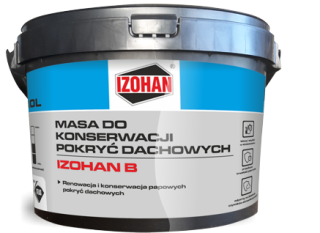 IZOHAN
MASA DO
KONSERWACJI
POKRYĆ DACHOWYCH
IZOHAN B
Renowacja i konserwacja papowych
pokryć dachowych